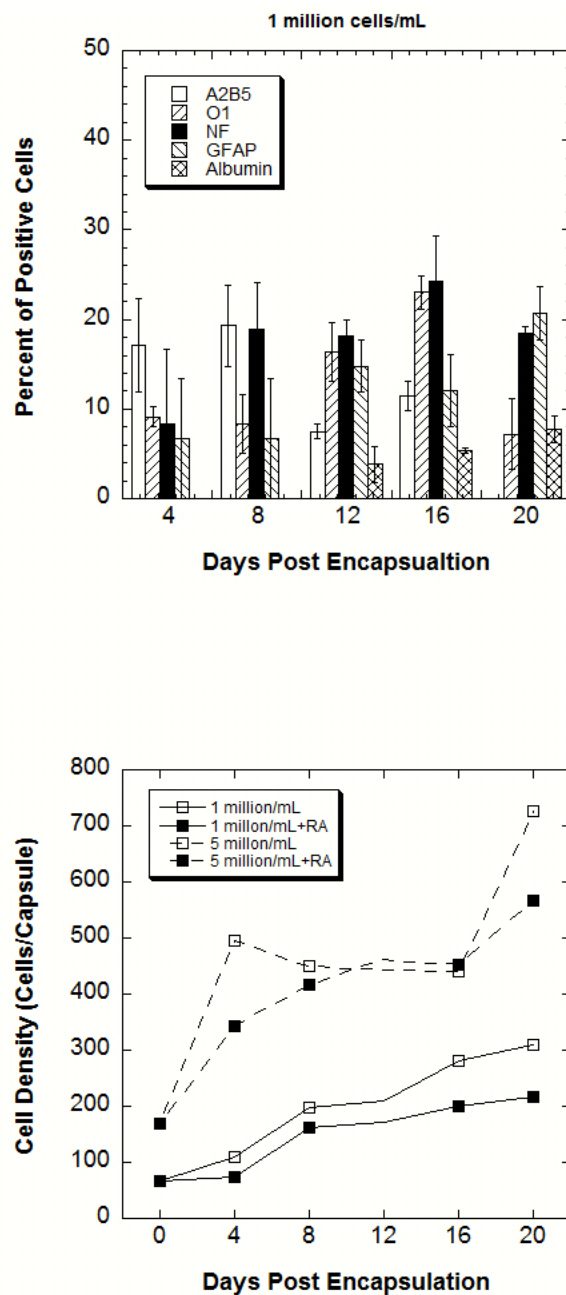 1 million cells/mL
50
40
30
20
10
0
Percent of Positive Cells
A2B5
O1
NF
GFAP
Albumin
4 8 12 16 20
Days Post Encapsualtion
800
700
600
500
400
300
200
100
0
Cell Density (Cells/Capsule)
1 million/mL
1 millon/mL+RA
5 millon/mL
5 millon/mL+RA
0 4 8 12 16 20
Days Post Encapsulation